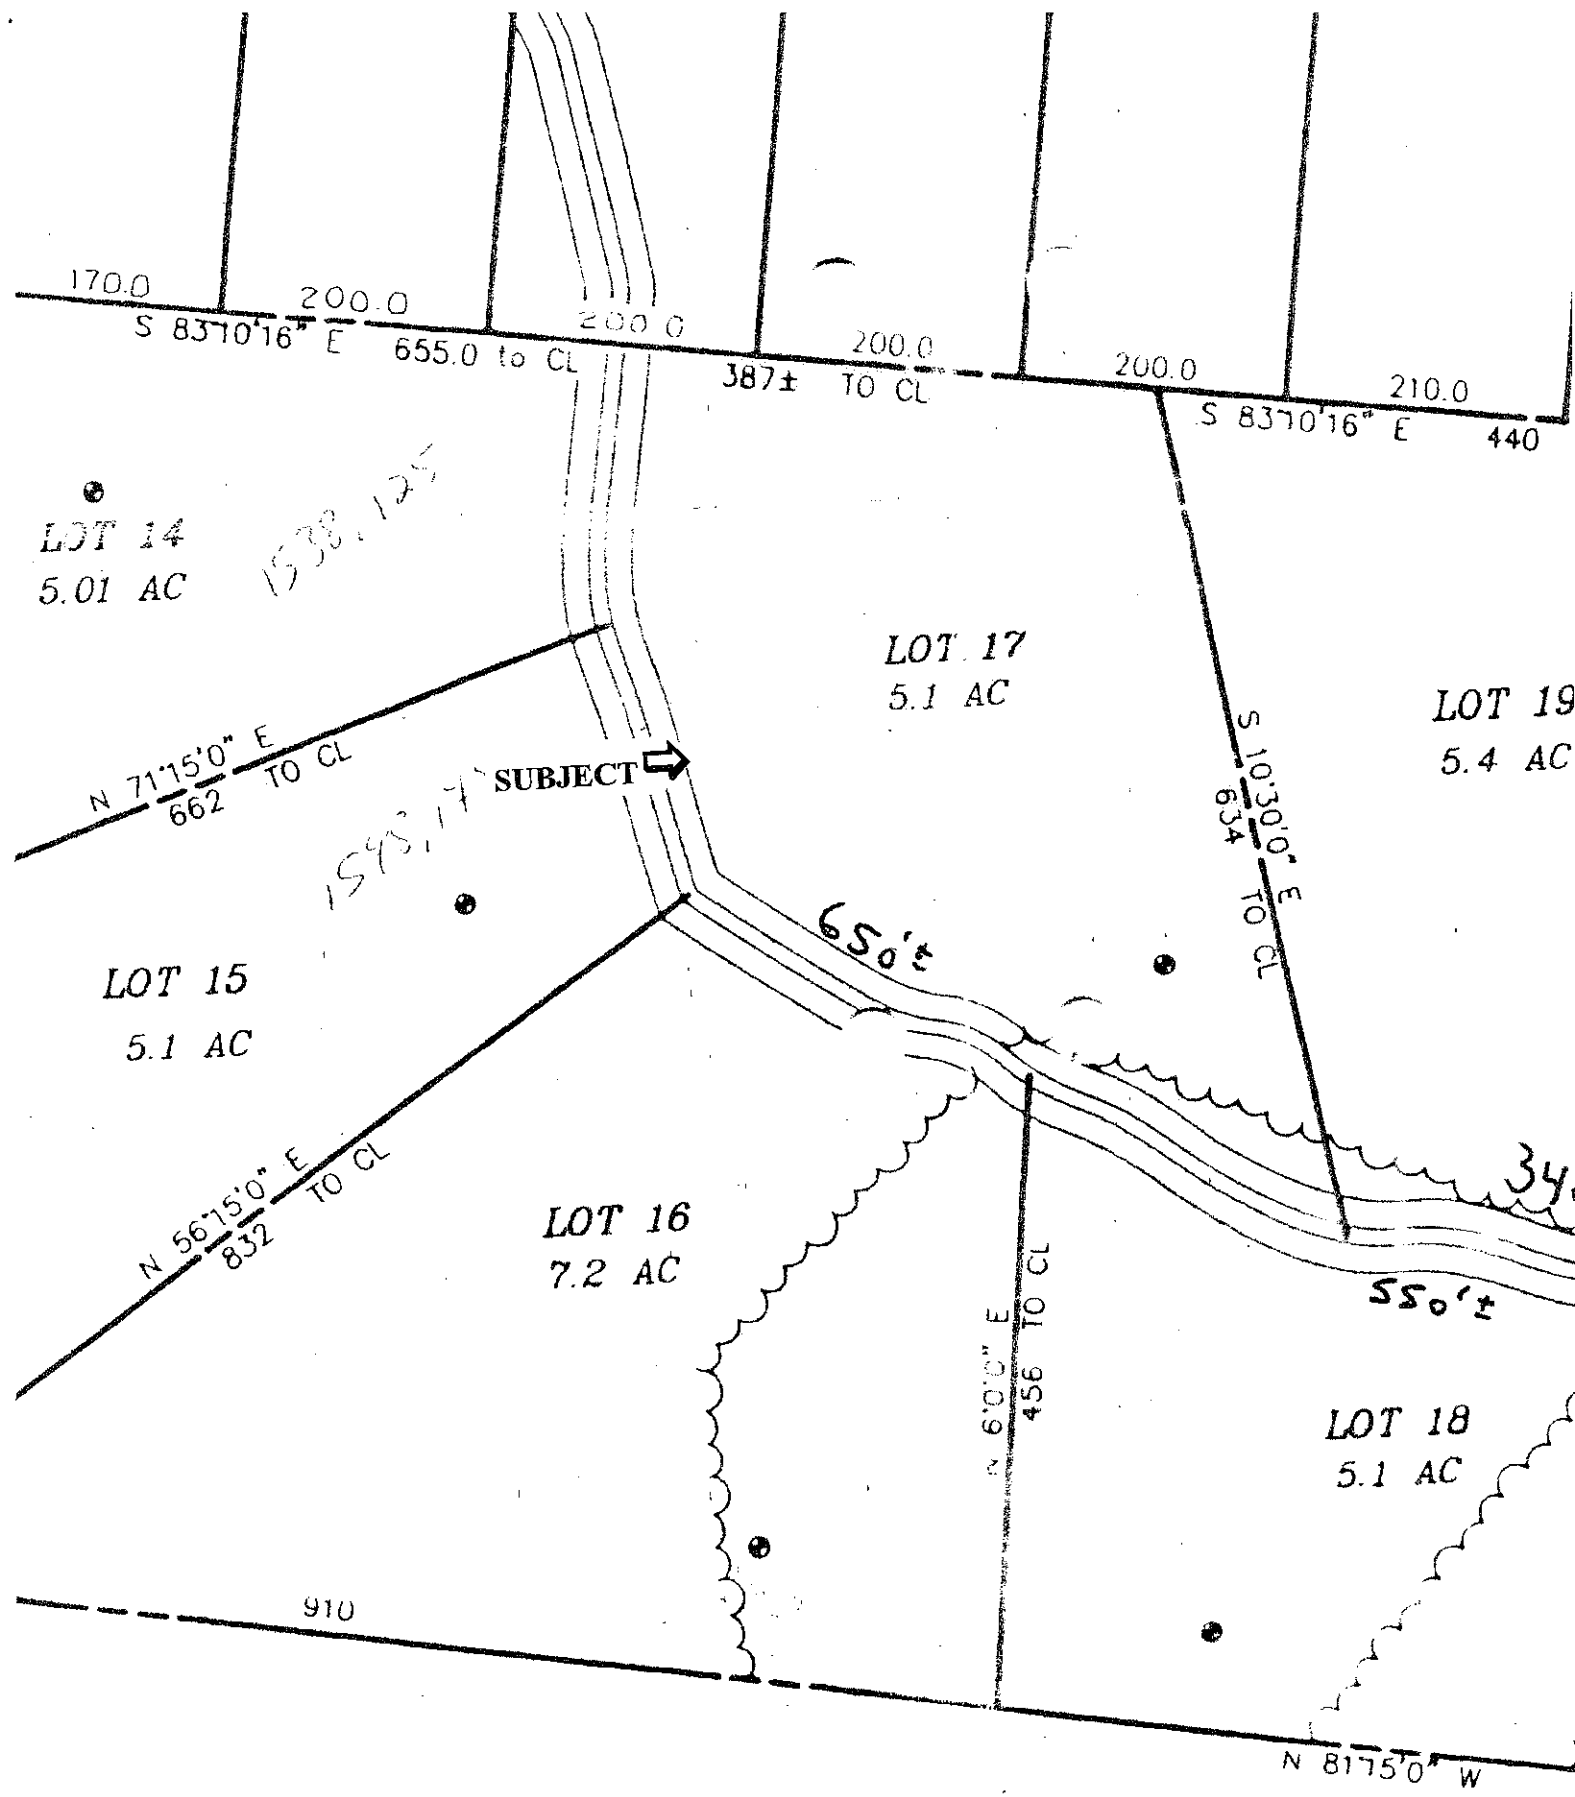 170.0
200.0
200.0
200.0
200.0
210.0
S 83°10'16" E
655.0 to CL
387± TO CL
S 83°10'16" E
440
LOT 14
5.01 AC
1538,125
LOT 17
5.1 AC
LOT 19
5.4 AC
N 71°15'0" E
662 TO CL
SUBJECT
S 10°30'0" E
634 TO CL
650'±
LOT 15
5.1 AC
N 56°15'0" E
832 TO CL
LOT 16
7.2 AC
N 6°0'0" E
456 TO CL
550'±
LOT 18
5.1 AC
910
N 81°15'0" W